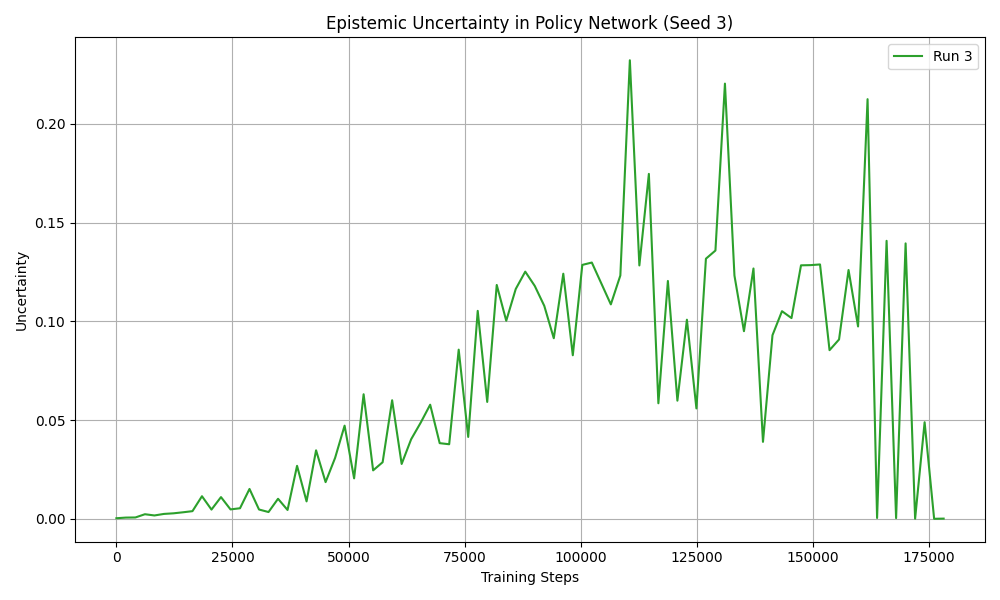 Epistemic Uncertainty in Policy Network (Seed 3)
Run 3
Uncertainty
0.20
0.15
0.10
0.05
0.00
0 25000 50000 75000 100000 125000 150000 175000
Training Steps